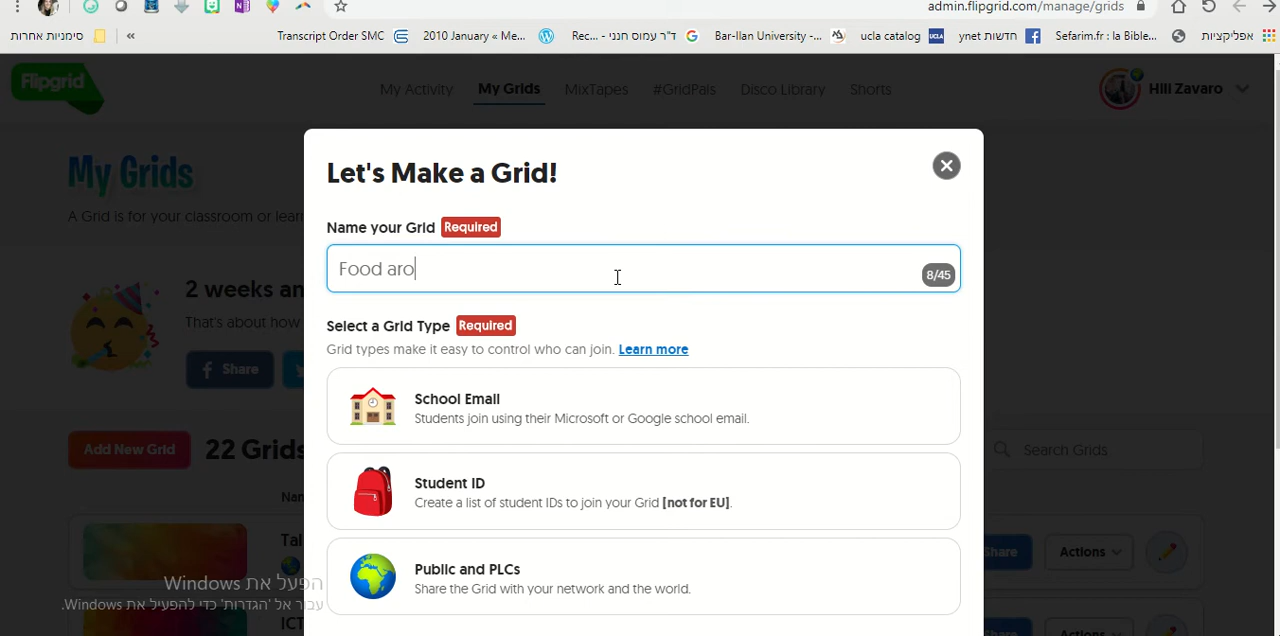 admin.flipgrid.com/manage/grids
סימניות אחרות
«
Transcript Order SMC
2010 January « Me...
Rec... - ד"ר עמוס חנני
Bar-Ilan University -...
ucla catalog
ynet חדשות
Sefarim.fr : la Bible...
אפליקציות
Flipgrid
My Activity
My Grids
MixTapes
#GridPals
Disco Library
Shorts
Hili Zavaro
My Grids
A Grid is for your classroom or lear
2 weeks an
That's about how
Share
Add New Grid
22 Grids
Search Grids
Nan
Tal
Share
Actions
ICT
Actions
Let's Make a Grid!
Name your Grid Required
Food aro
8/45
Select a Grid Type Required
Grid types make it easy to control who can join. Learn more
School Email
Students join using their Microsoft or Google school email.
Student ID
Create a list of student IDs to join your Grid [not for EU].
Public and PLCs
Share the Grid with your network and the world.
הפעל את Windows
עבור אל 'הגדרות' כדי להפעיל את Windows.